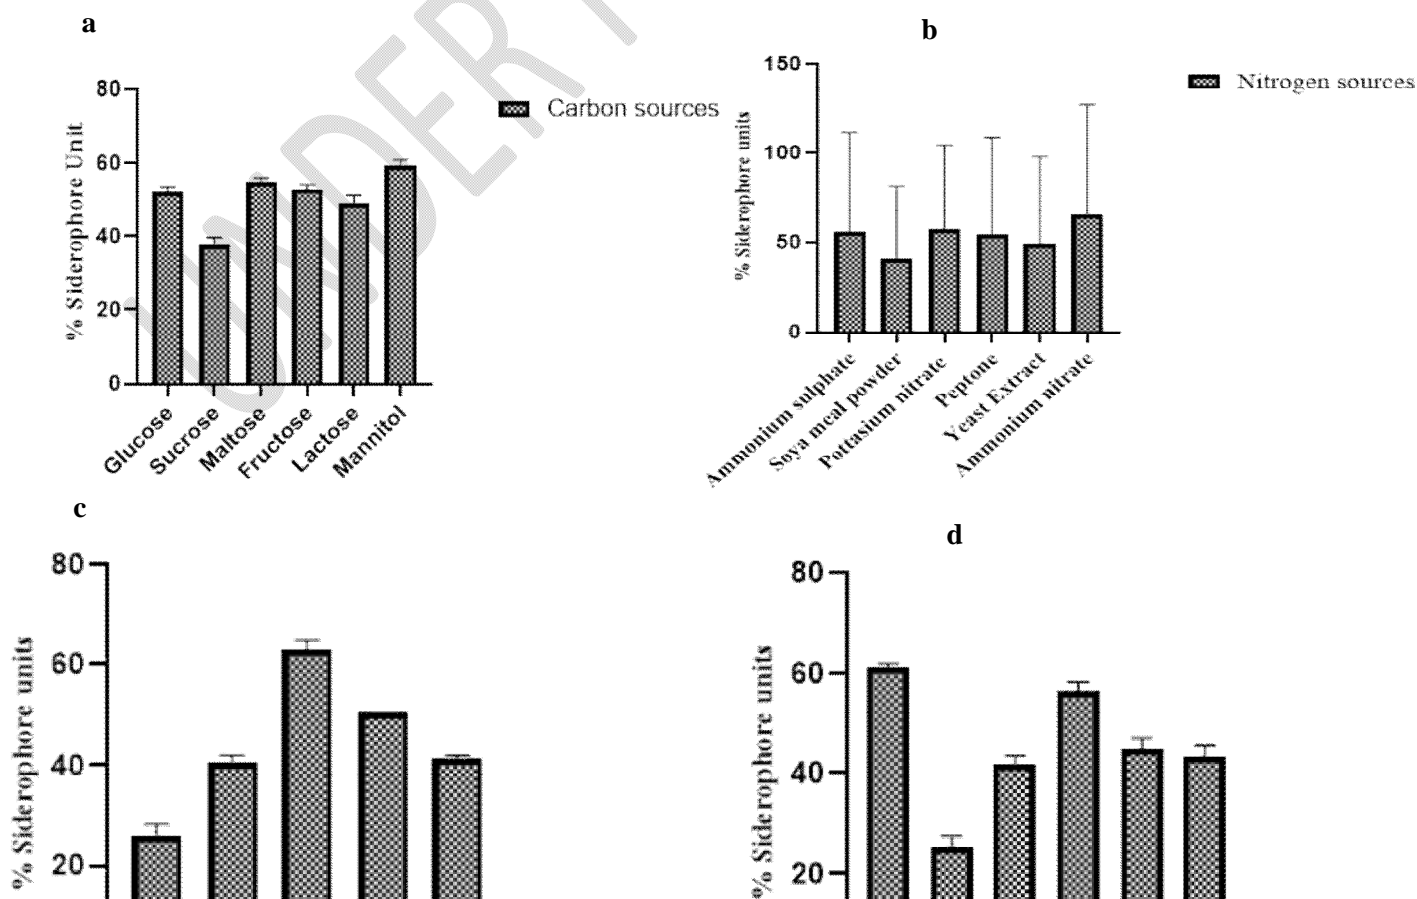 a
80
60
40
20
0
% Siderophore Unit
Carbon sources
Glucose
Sucrose
Maltose
Fructose
Lactose
Mannitol
b
150
100
50
0
% Siderophore units
Nitrogen sources
Ammonium sulphate
Soya meal powder
Pottasium nitrate
Peptone
Yeast Extract
Ammonium nitrate
c
80
60
40
20
% Siderophore units
d
80
60
40
20
% Siderophore units
UNDER